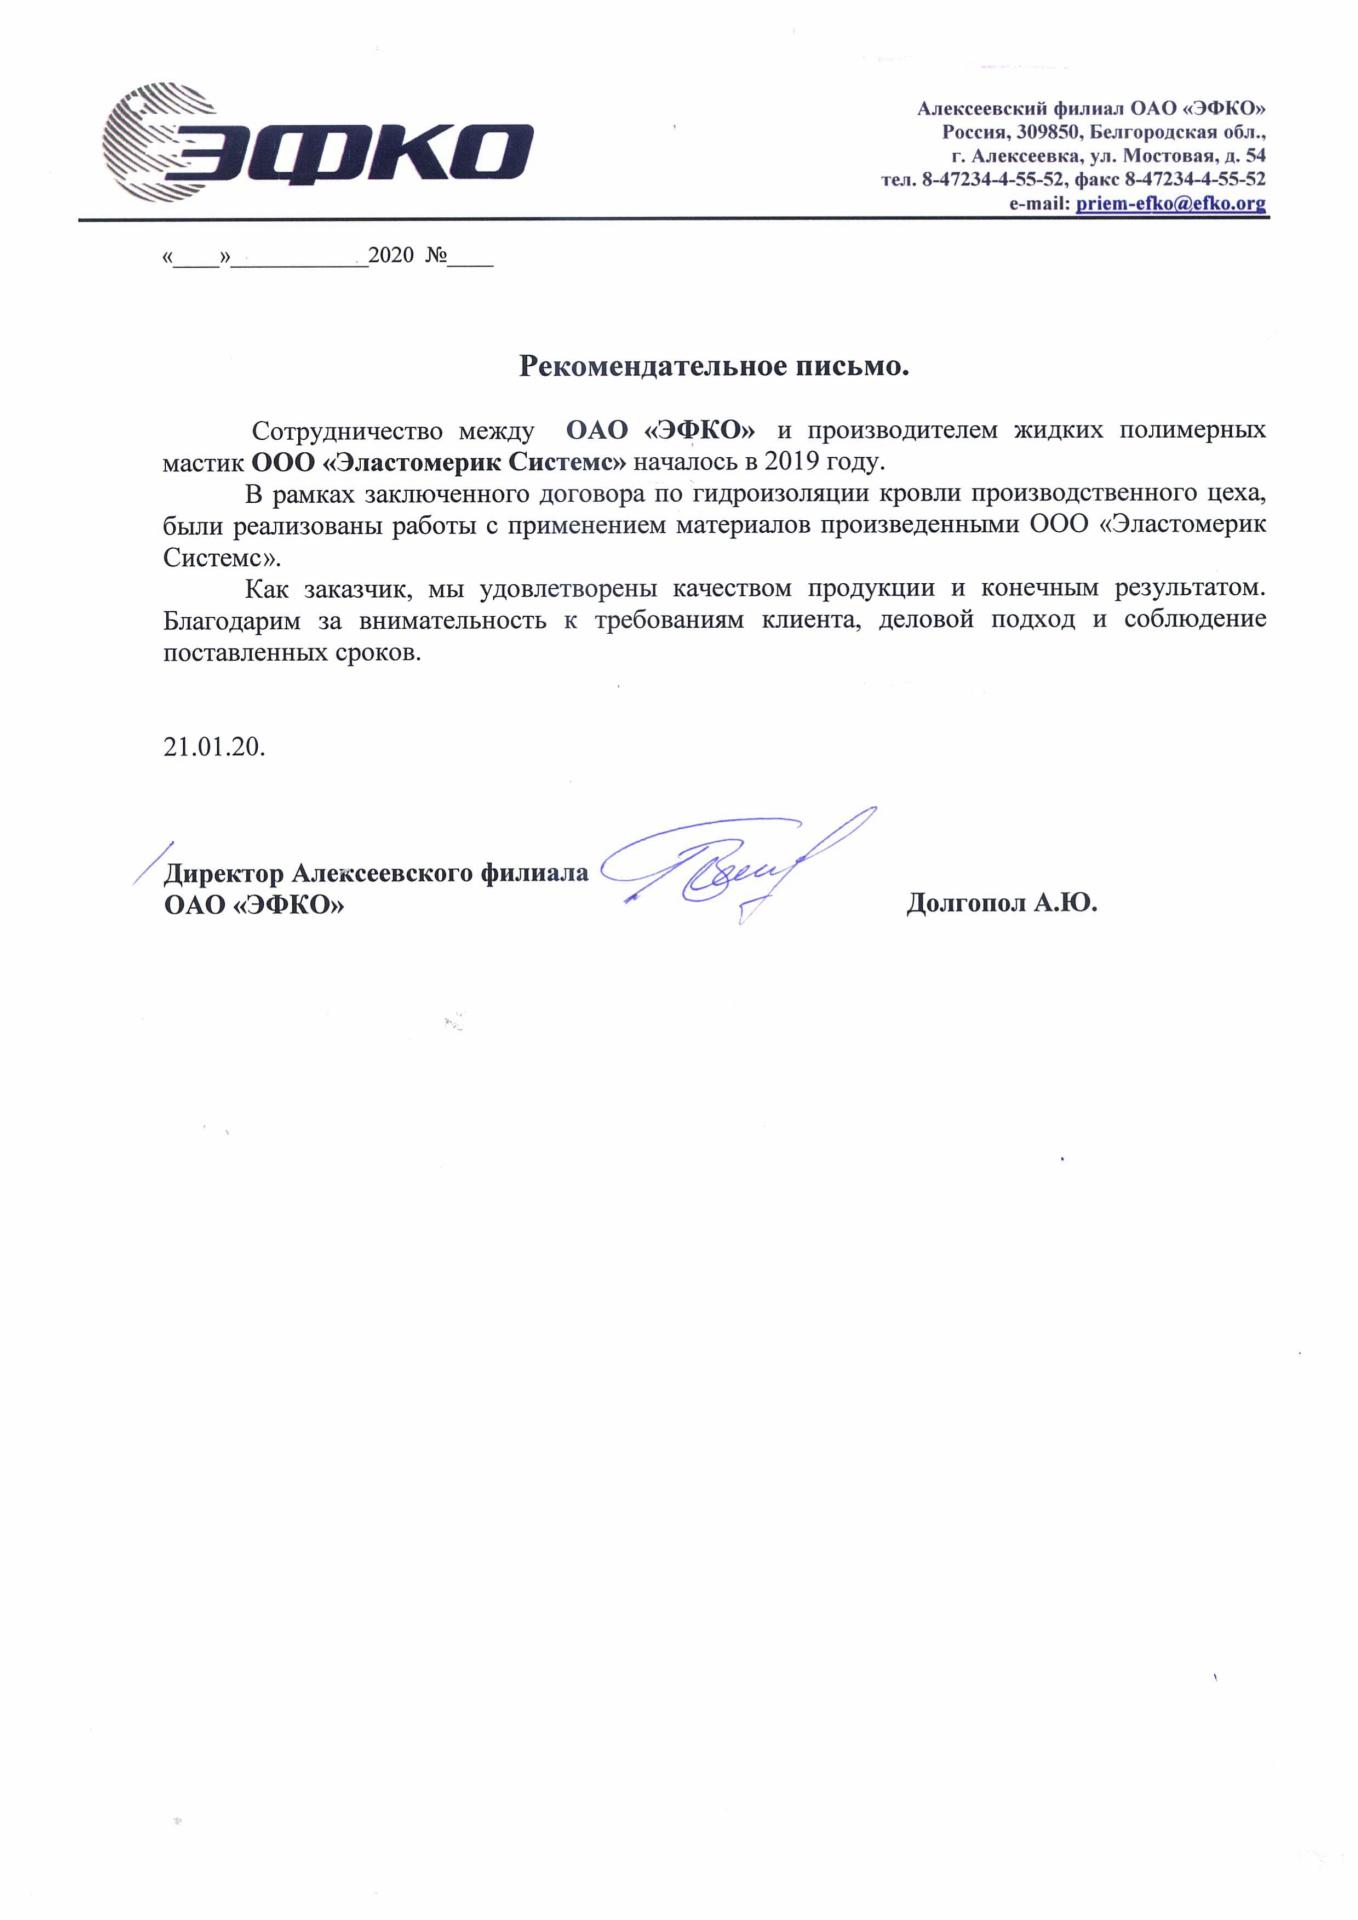 ЭФКО
Алексеевский филиал ОАО «ЭФКО»
Россия, 309850, Белгородская обл.,
г. Алексеевка, ул. Мостовая, д. 54
тел. 8-47234-4-55-52, факс 8-47234-4-55-52
e-mail: priem-efko@efko.org
«____»____________2020 №____
Рекомендательное письмо.
Сотрудничество между ОАО «ЭФКО» и производителем жидких полимерных
мастик ООО «Эластомерик Системс» началось в 2019 году.
В рамках заключенного договора по гидроизоляции кровли производственного цеха,
были реализованы работы с применением материалов произведенными ООО «Эластомерик
Системс».
Как заказчик, мы удовлетворены качеством продукции и конечным результатом.
Благодарим за внимательность к требованиям клиента, деловой подход и соблюдение
поставленных сроков.
21.01.20.
Директор Алексеевского филиала
ОАО «ЭФКО» Долгопол А.Ю.